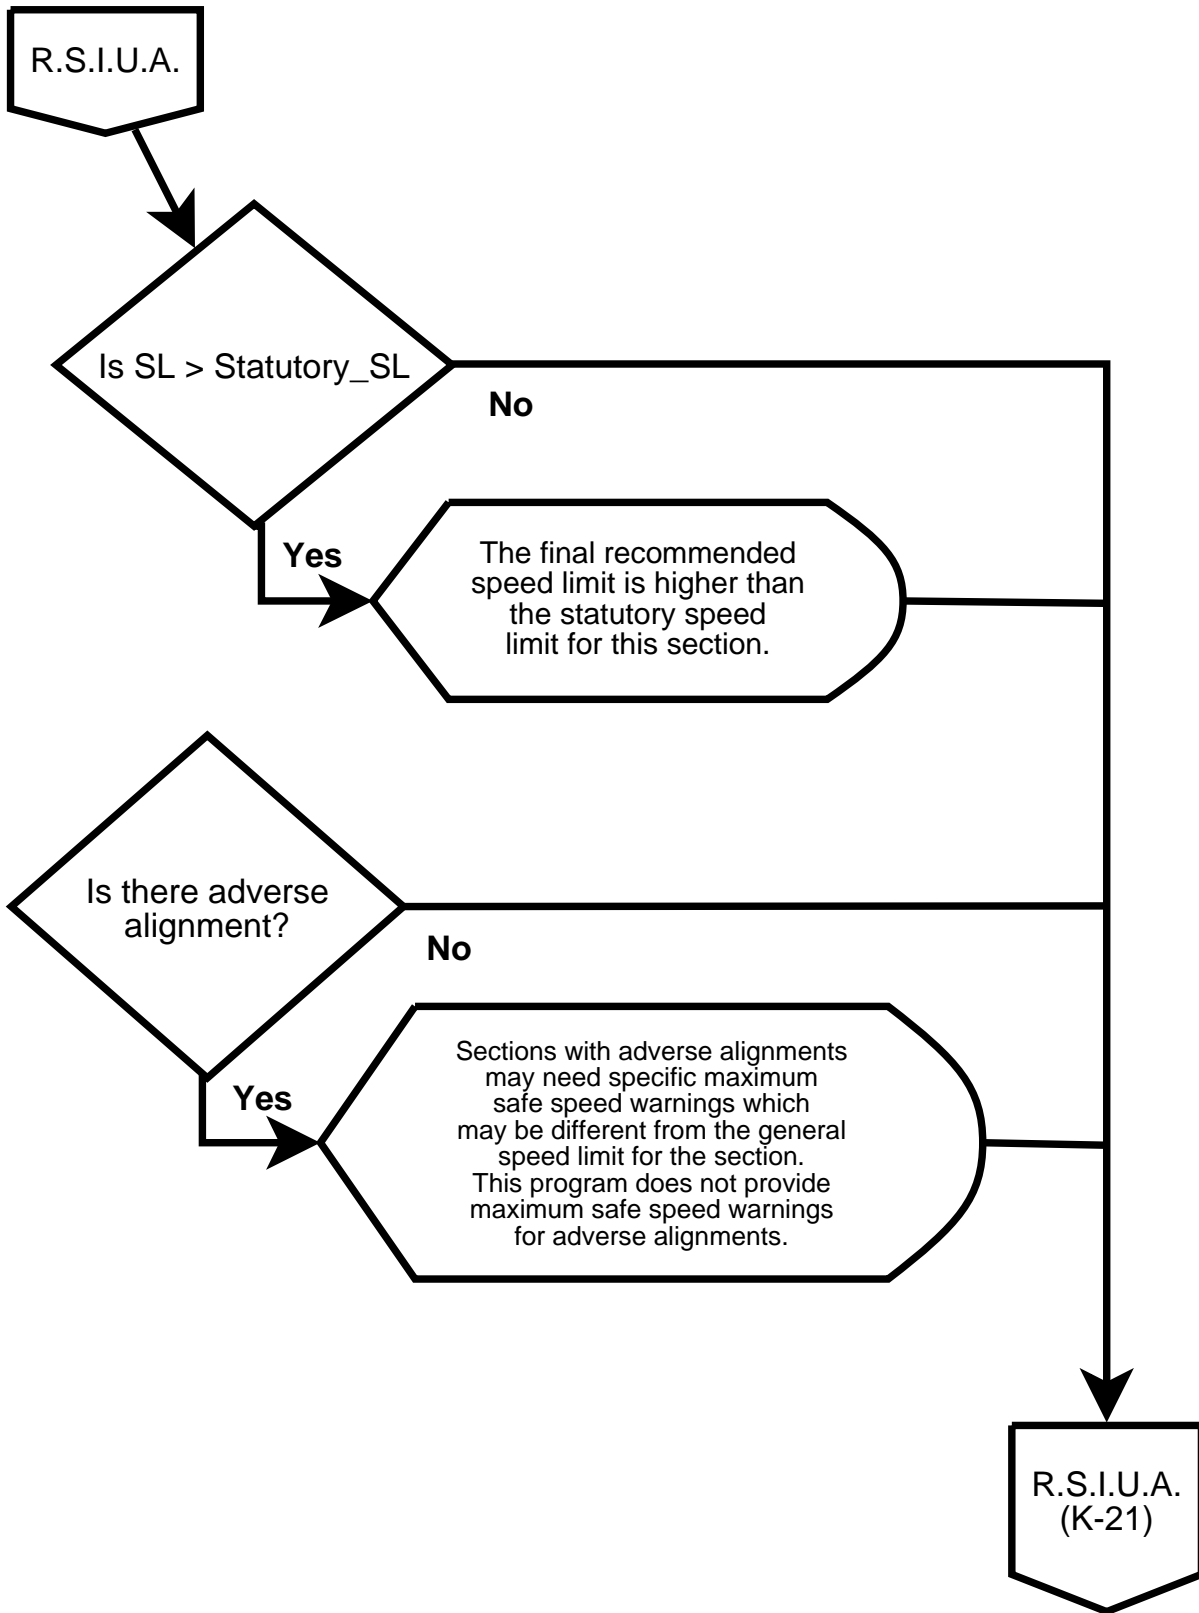 R.S.I.U.A.
Is SL > Statutory_SL
No
Yes
The final recommended
speed limit is higher than
the statutory speed
limit for this section.
Is there adverse
alignment?
No
Yes
Sections with adverse alignments
may need specific maximum
safe speed warnings which
may be different from the general
speed limit for the section.
This program does not provide
maximum safe speed warnings
for adverse alignments.
R.S.I.U.A.
(K-21)